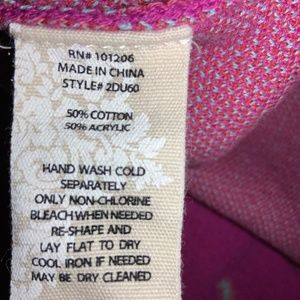 RN# 101206
MADE IN CHINA
STYLE# 2DU60
50% COTTON
50% ACRYLIC
HAND WASH COLD
SEPARATELY
ONLY NON-CHLORINE
BLEACH WHEN NEEDED
RE-SHAPE AND
LAY FLAT TO DRY
COOL IRON IF NEEDED
MAY BE DRY CLEANED